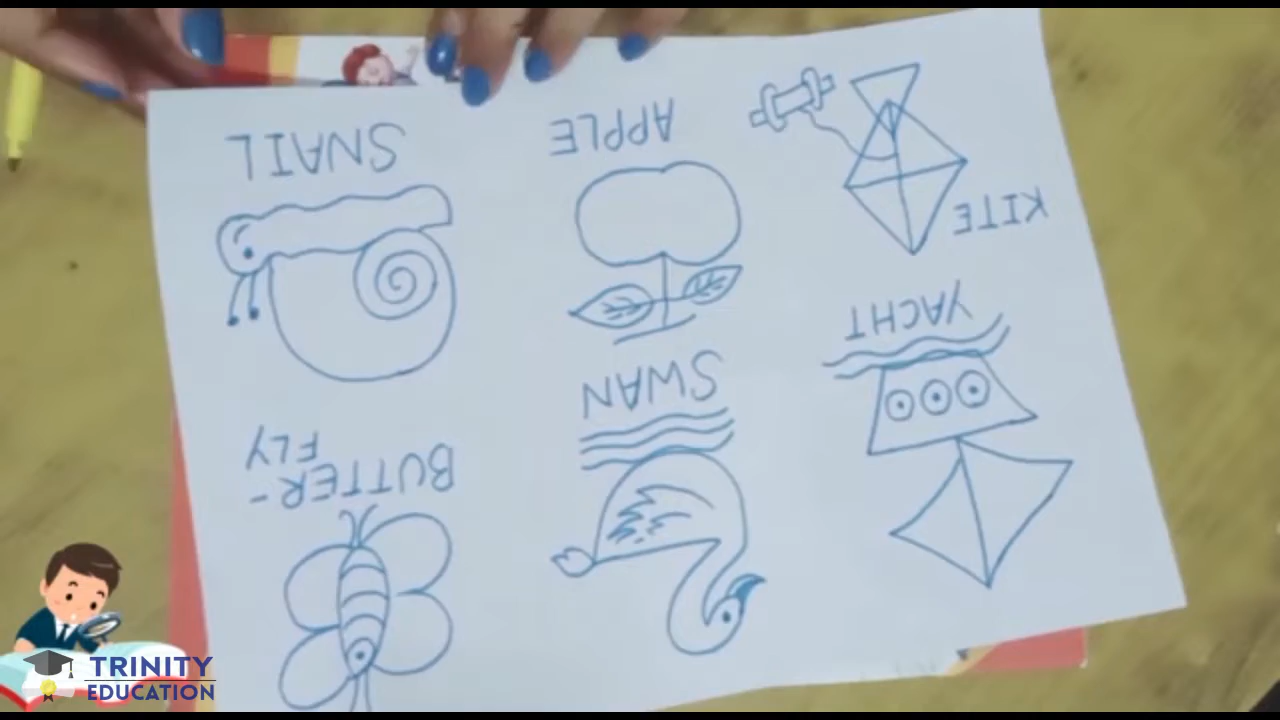 SNAIL
APPLE
KITE
BUTTER-
FLY
SWAN
YACHT
TRINITY
EDUCATION